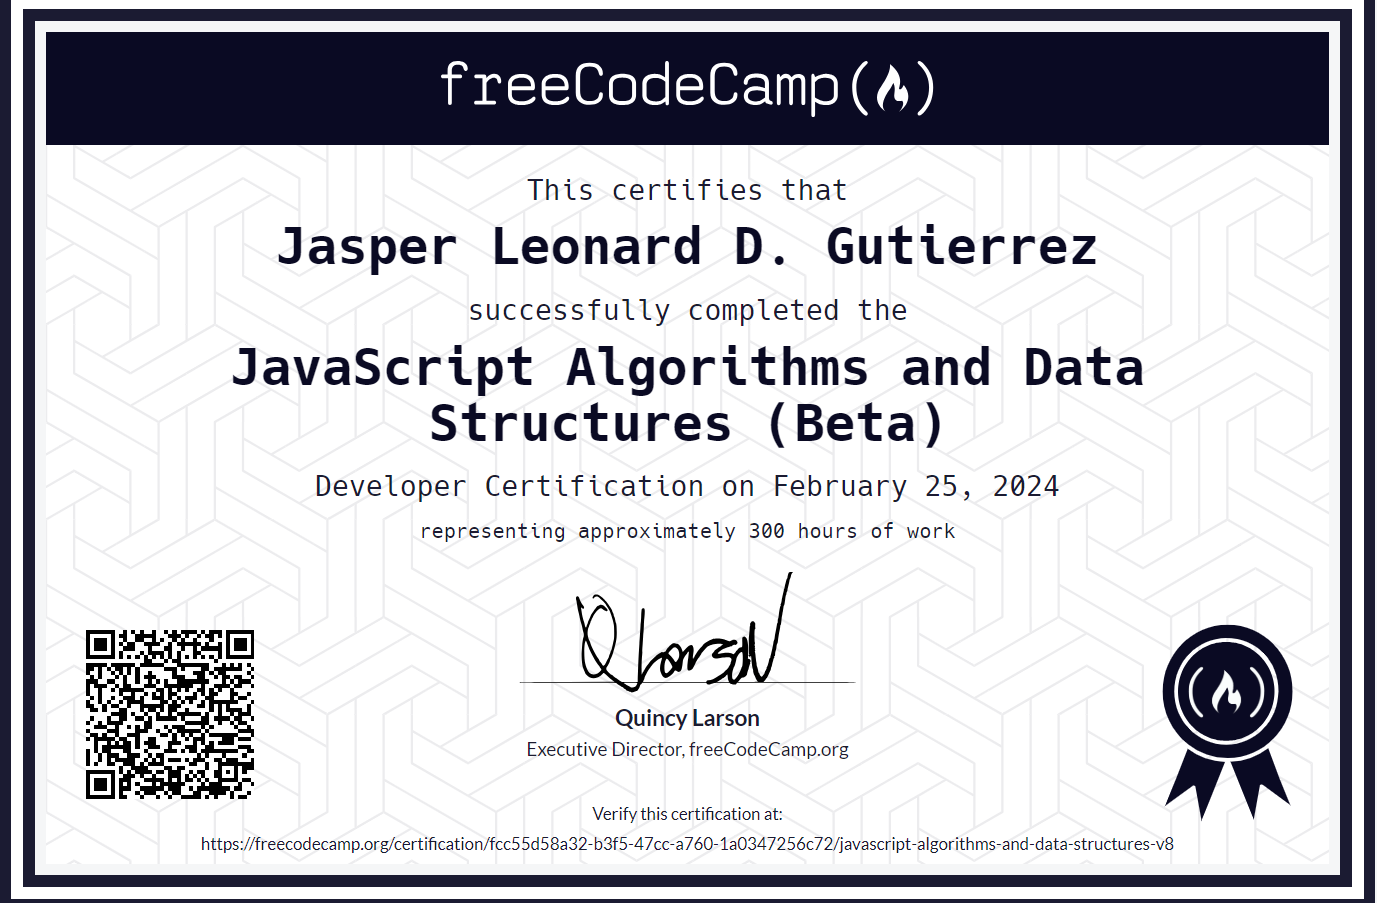 freeCodeCamp
This certifies that
Jasper Leonard D. Gutierrez
successfully completed the
JavaScript Algorithms and Data
Structures (Beta)
Developer Certification on February 25, 2024
representing approximately 300 hours of work
Quincy Larson
Executive Director, freeCodeCamp.org
Verify this certification at:
https://freecodecamp.org/certification/fcc55d58a32-b3f5-47cc-a760-1a0347256c72/javascript-algorithms-and-data-structures-v8